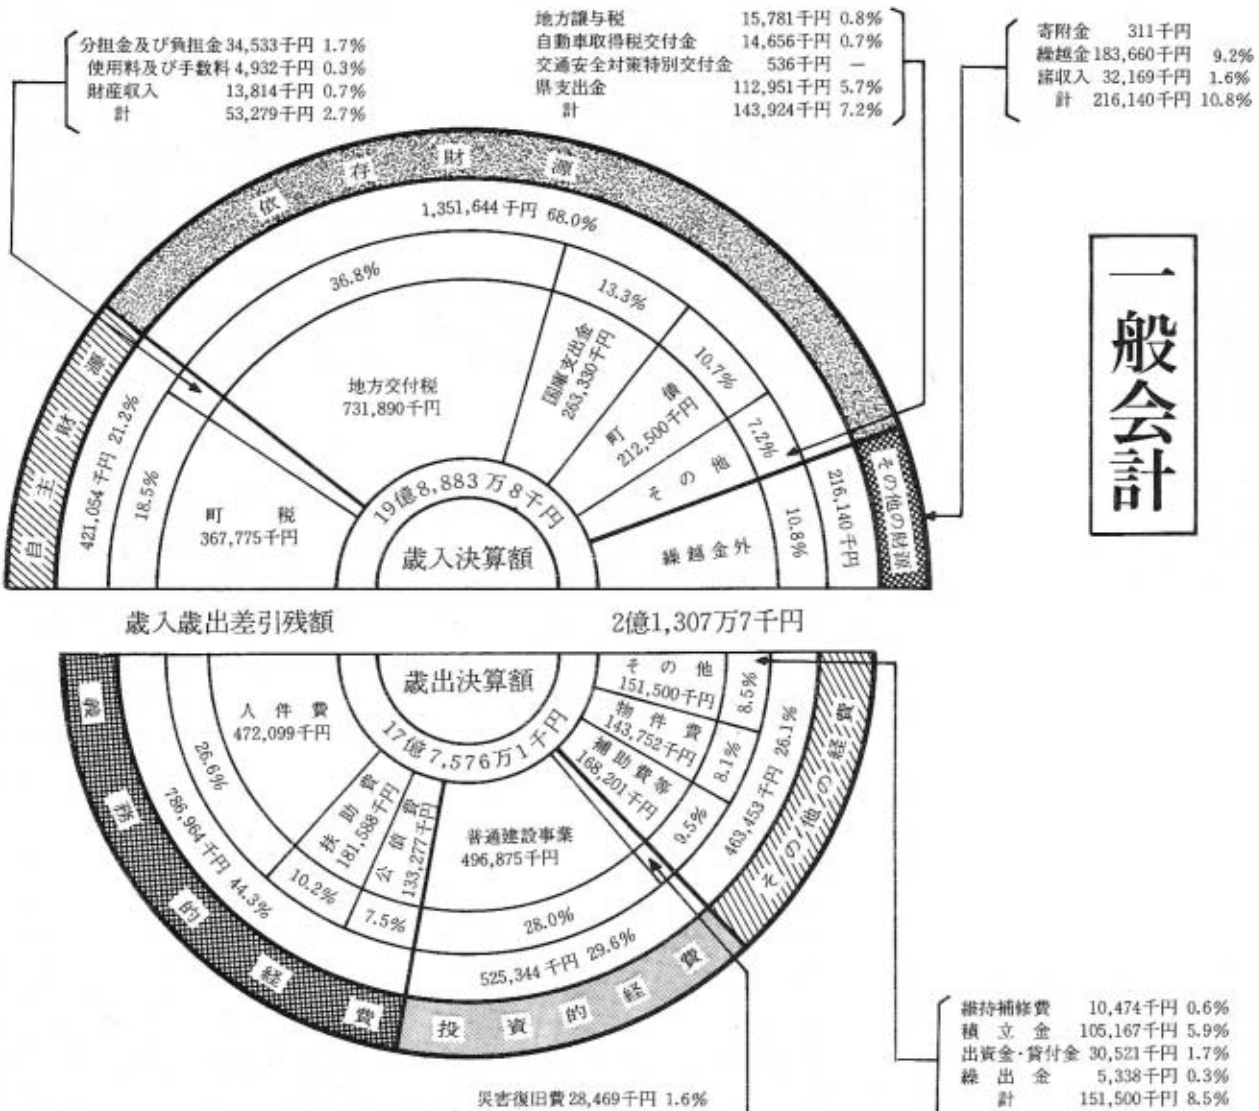 分担金及び負担金 34,533千円 1.7%
使用料及び手数料 4,932千円 0.3%
財産収入 13,814千円 0.7%
計 53,279千円 2.7%
地方譲与税 15,781千円 0.8%
自動車取得税交付金 14,656千円 0.7%
交通安全対策特別交付金 536千円 −
県支出金 112,951千円 5.7%
計 143,924千円 7.2%
寄附金 311千円
繰越金 183,660千円 9.2%
諸収入 32,169千円 1.6%
計 216,140千円 10.8%
一般会計
依存財源
1,351,644千円 68.0%
36.8%
地方交付税
731,890千円
13.3%
国庫支出金
263,330千円
10.7%
町債
212,500千円
7.2%
その他
自主財源
421,054千円 21.2%
18.5%
町税
367,775千円
その他の財源
216,140千円
10.8%
繰越金外
19億8,883万8千円
歳入決算額
歳入歳出差引残額 2億1,307万7千円
歳出決算額
17億7,576万1千円
義務的経費
786,964千円 44.3%
人件費
472,099千円
26.6%
扶助費
181,588千円
10.2%
公債費
133,277千円
7.5%
普通建設事業
496,875千円
28.0%
525,344千円 29.6%
投資的経費
その他
151,500千円
8.5%
物件費
143,752千円
8.1%
補助費等
168,201千円
9.5%
463,453千円 26.1%
その他の経費
災害復旧費 28,469千円 1.6%
維持補修費 10,474千円 0.6%
積立金 105,167千円 5.9%
出資金・貸付金 30,521千円 1.7%
繰出金 5,338千円 0.3%
計 151,500千円 8.5%